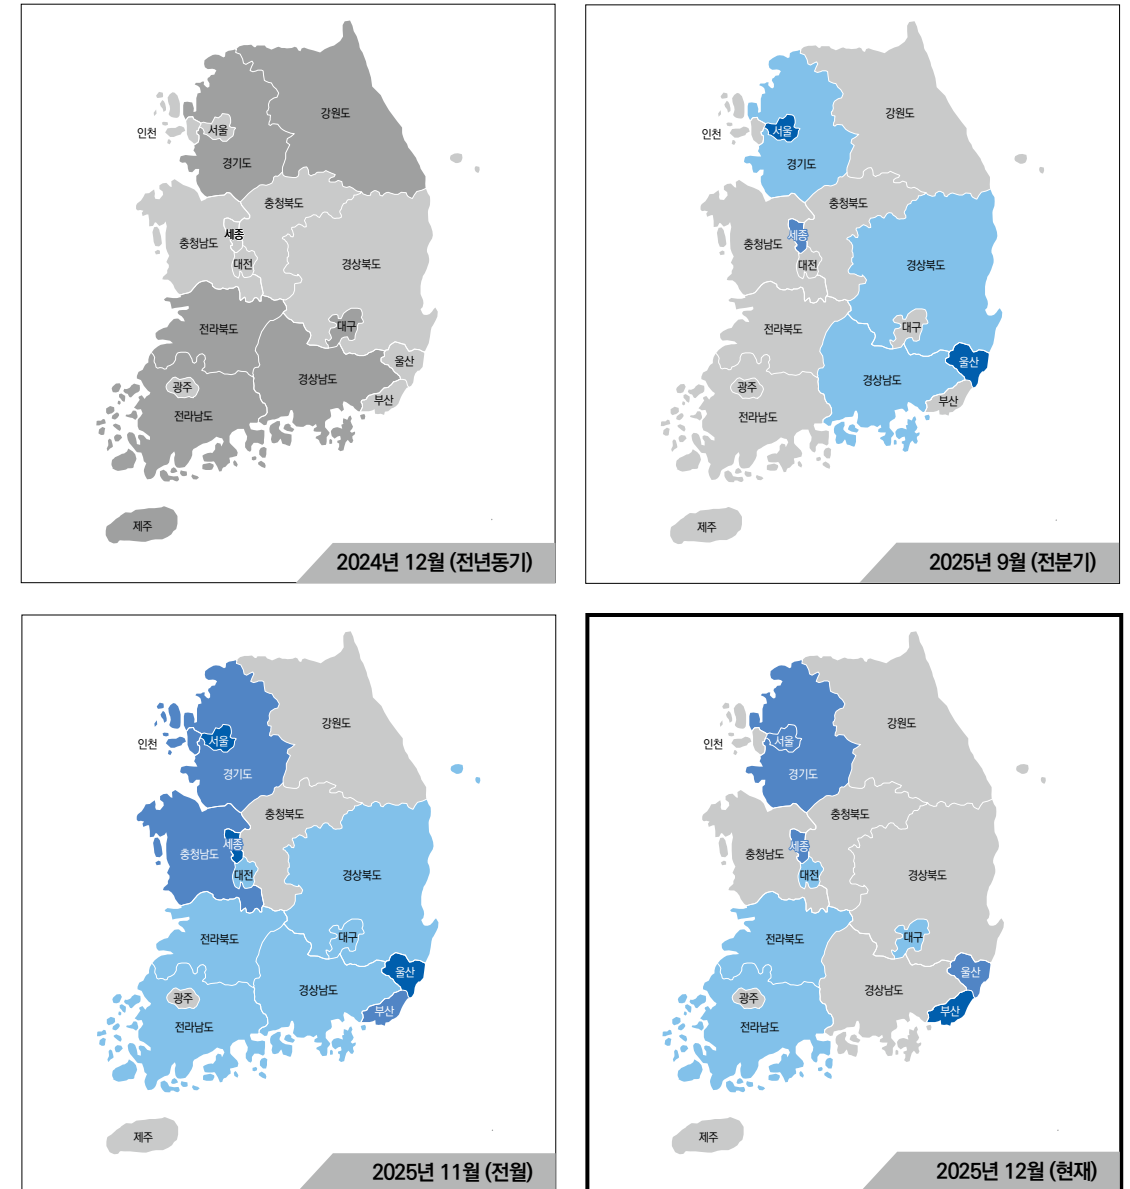 강원도
서울
인천
경기도
충청북도
세종
충청남도
대전
경상북도
대구
전라북도
울산
경상남도
광주
부산
전라남도
제주
2024년 12월 (전년동기)
강원도
서울
인천
경기도
충청북도
세종
충청남도
대전
경상북도
대구
전라북도
울산
경상남도
광주
부산
전라남도
제주
2025년 9월 (전분기)
강원도
서울
인천
경기도
충청북도
세종
충청남도
대전
경상북도
대구
전라북도
울산
경상남도
광주
부산
전라남도
제주
2025년 11월 (전월)
강원도
서울
인천
경기도
충청북도
세종
충청남도
대전
경상북도
대구
전라북도
울산
경상남도
광주
부산
전라남도
제주
2025년 12월 (현재)